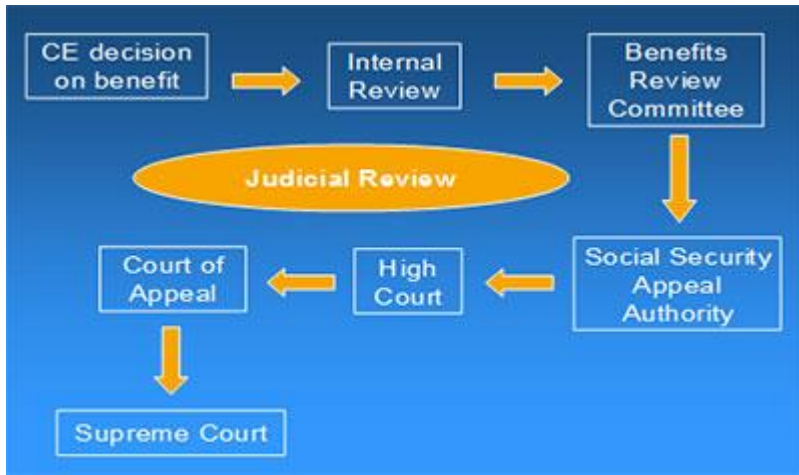 CE decision
on benefit
Internal
Review
Benefits
Review
Committee
Judicial Review
Court of
Appeal
High
Court
Social Security
Appeal
Authority
Supreme Court